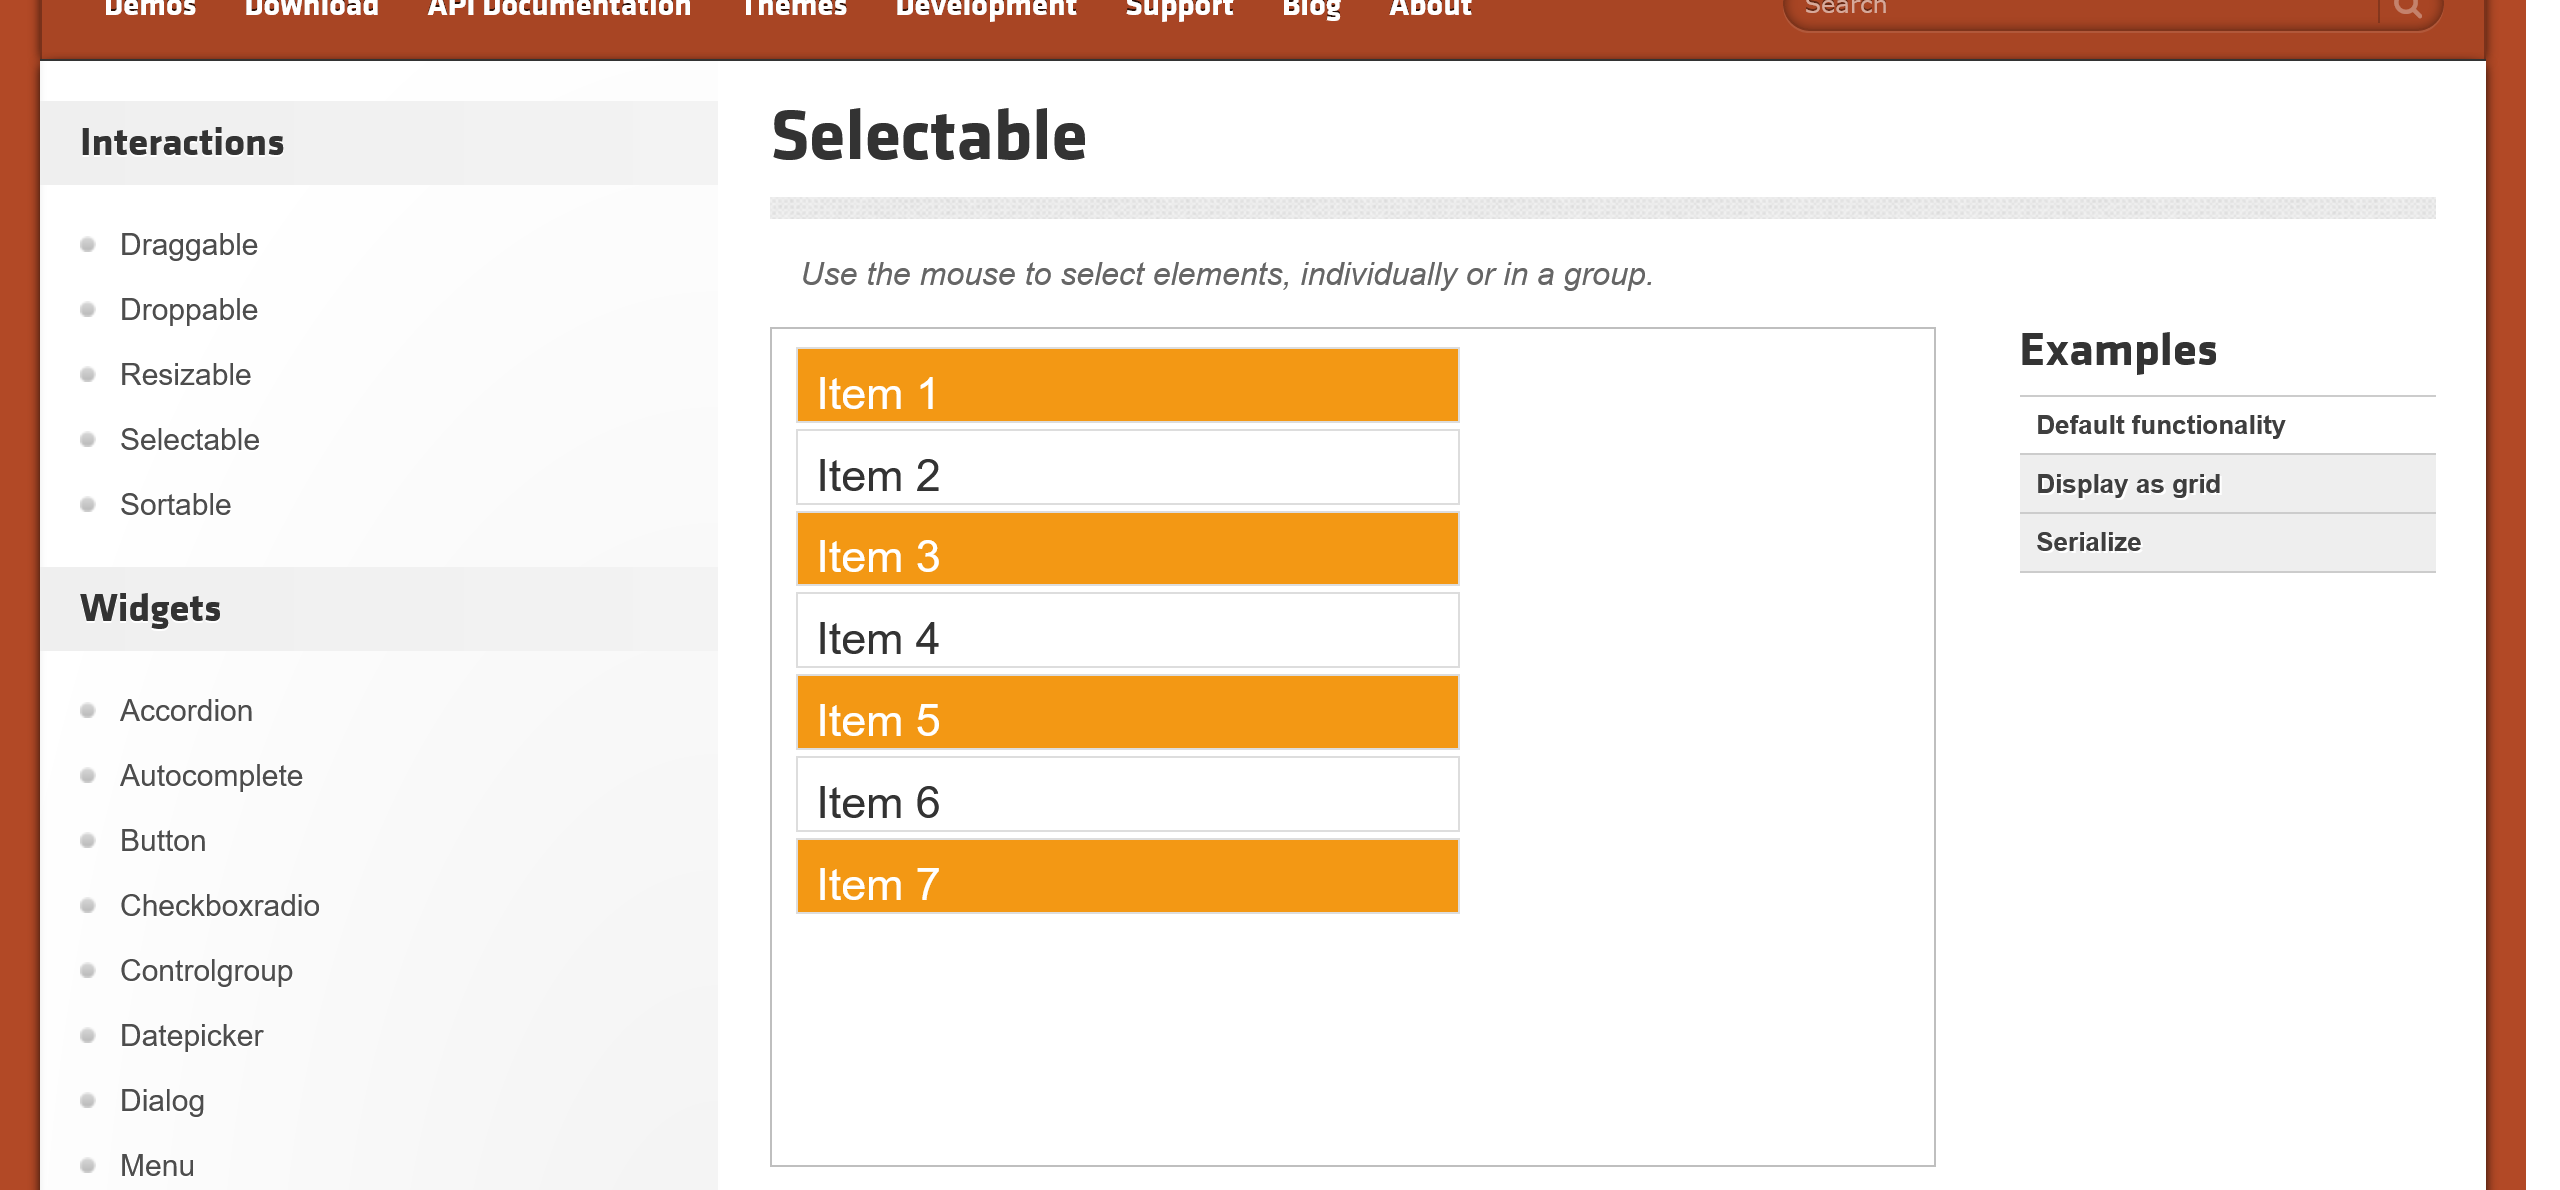 Demos Download API Documentation Themes Development Support Blog About Search
Interactions
Draggable
Droppable
Resizable
Selectable
Sortable
Widgets
Accordion
Autocomplete
Button
Checkboxradio
Controlgroup
Datepicker
Dialog
Menu
Selectable
Use the mouse to select elements, individually or in a group.
Item 1
Item 2
Item 3
Item 4
Item 5
Item 6
Item 7
Examples
Default functionality
Display as grid
Serialize